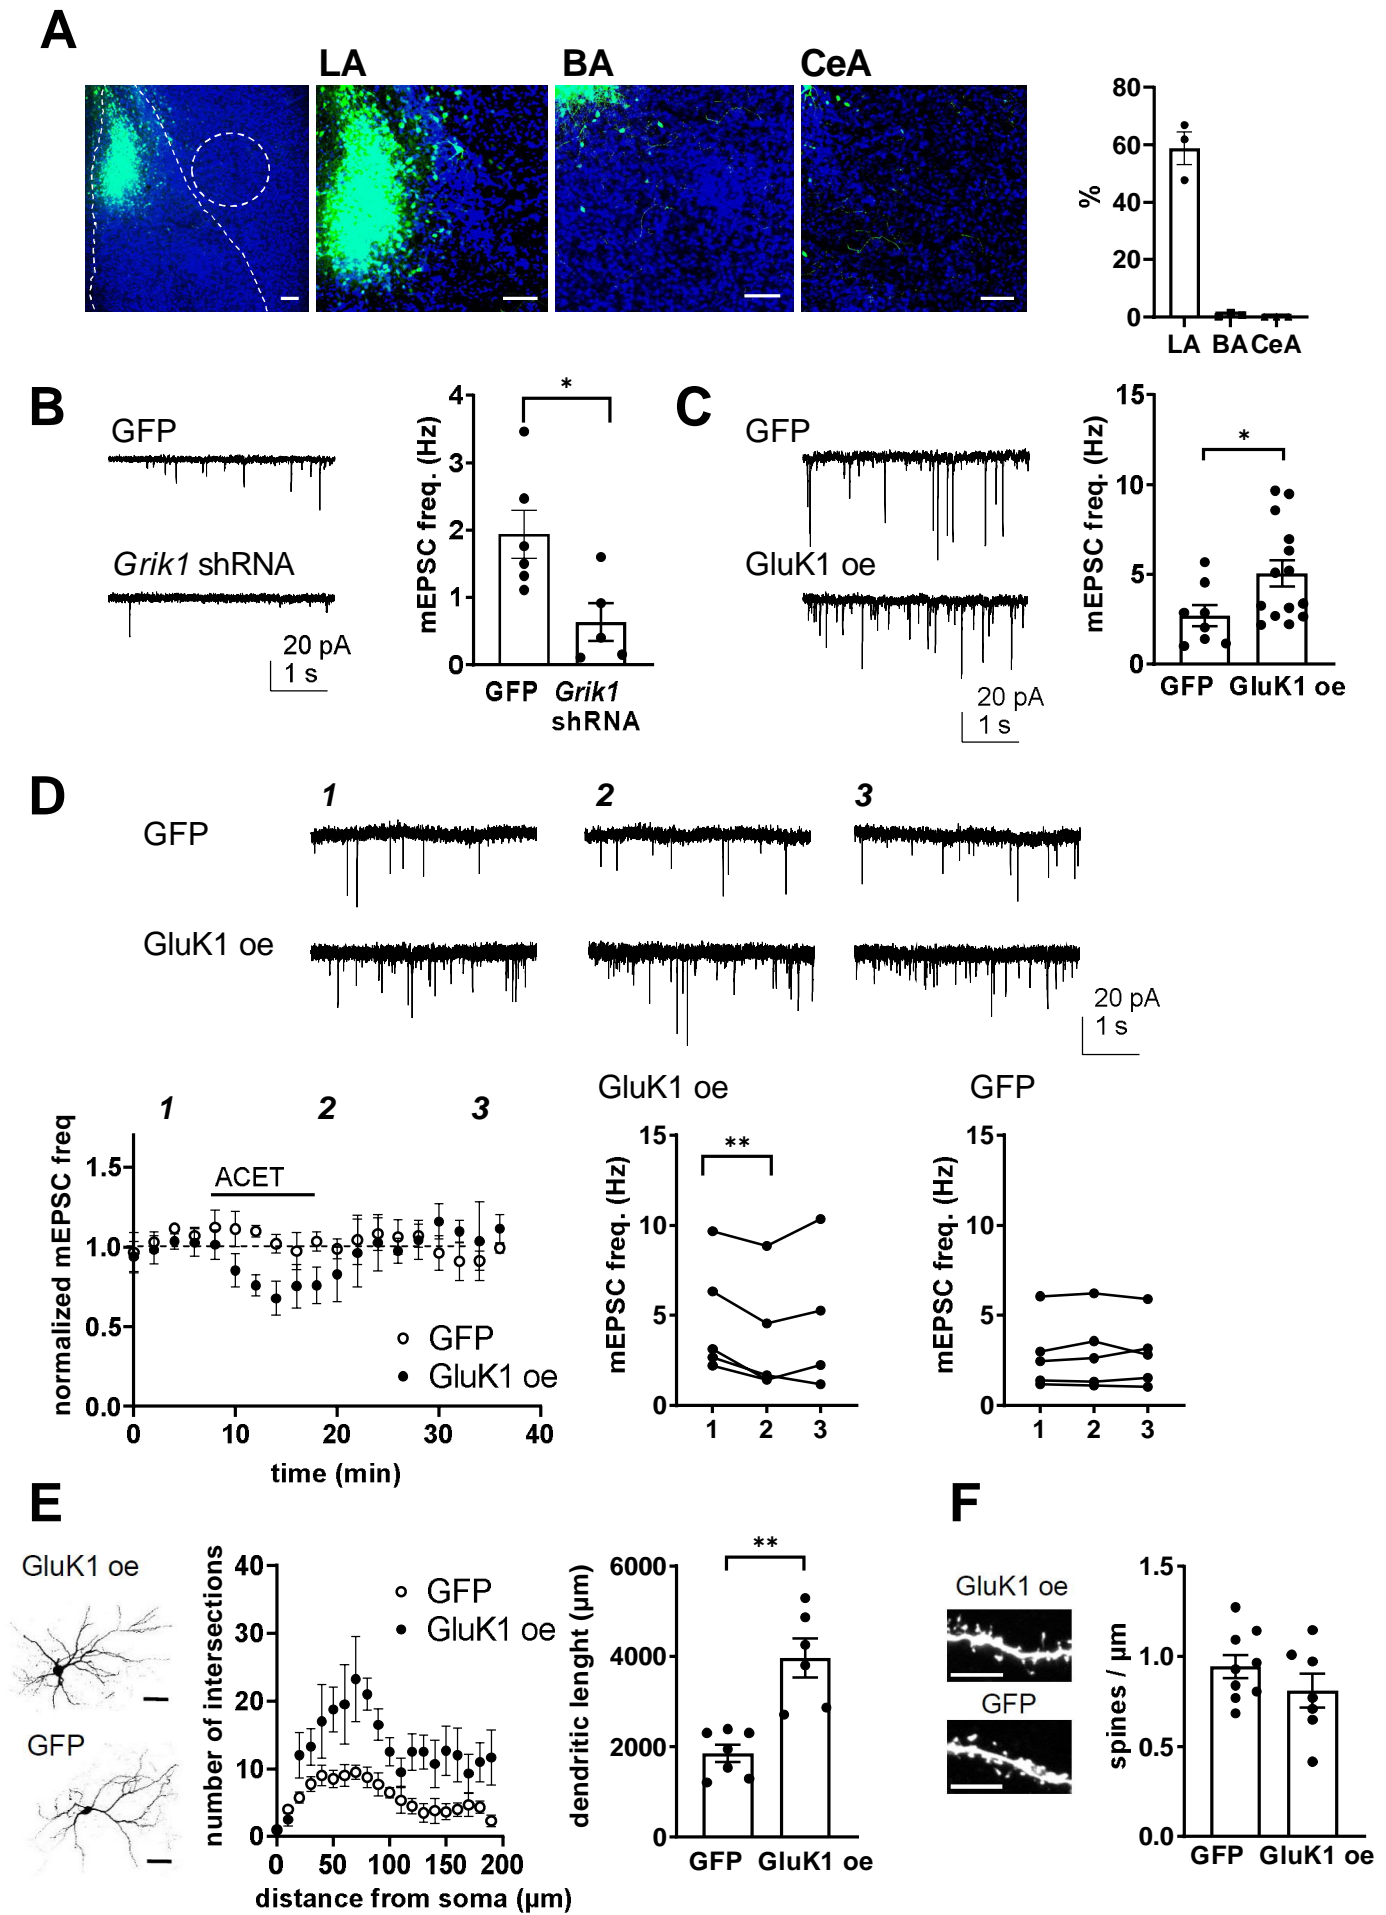 A
LA
BA
CeA
80
60
40
20
0
%
LA
BA
CeA
B
GFP
Grik1 shRNA
20 pA
1 s
mEPSC freq. (Hz)
4
3
2
1
0
*
GFP
Grik1
shRNA
C
GFP
GluK1 oe
20 pA
1 s
mEPSC freq. (Hz)
15
10
5
0
*
GFP
GluK1 oe
D
1
2
3
GFP
GluK1 oe
20 pA
1 s
1
2
3
normalized mEPSC freq
1.5
1.0
0.5
0.0
ACET
GFP
GluK1 oe
0
10
20
30
40
time (min)
GluK1 oe
mEPSC freq. (Hz)
15
10
5
0
**
1
2
3
GFP
mEPSC freq. (Hz)
15
10
5
0
1
2
3
E
GluK1 oe
GFP
number of intersections
40
30
20
10
0
GFP
GluK1 oe
0
50
100
150
200
distance from soma (µm)
dendritic lenght (µm)
6000
4000
2000
0
**
GFP
GluK1 oe
F
GluK1 oe
GFP
spines / µm
1.5
1.0
0.5
0.0
GFP
GluK1 oe